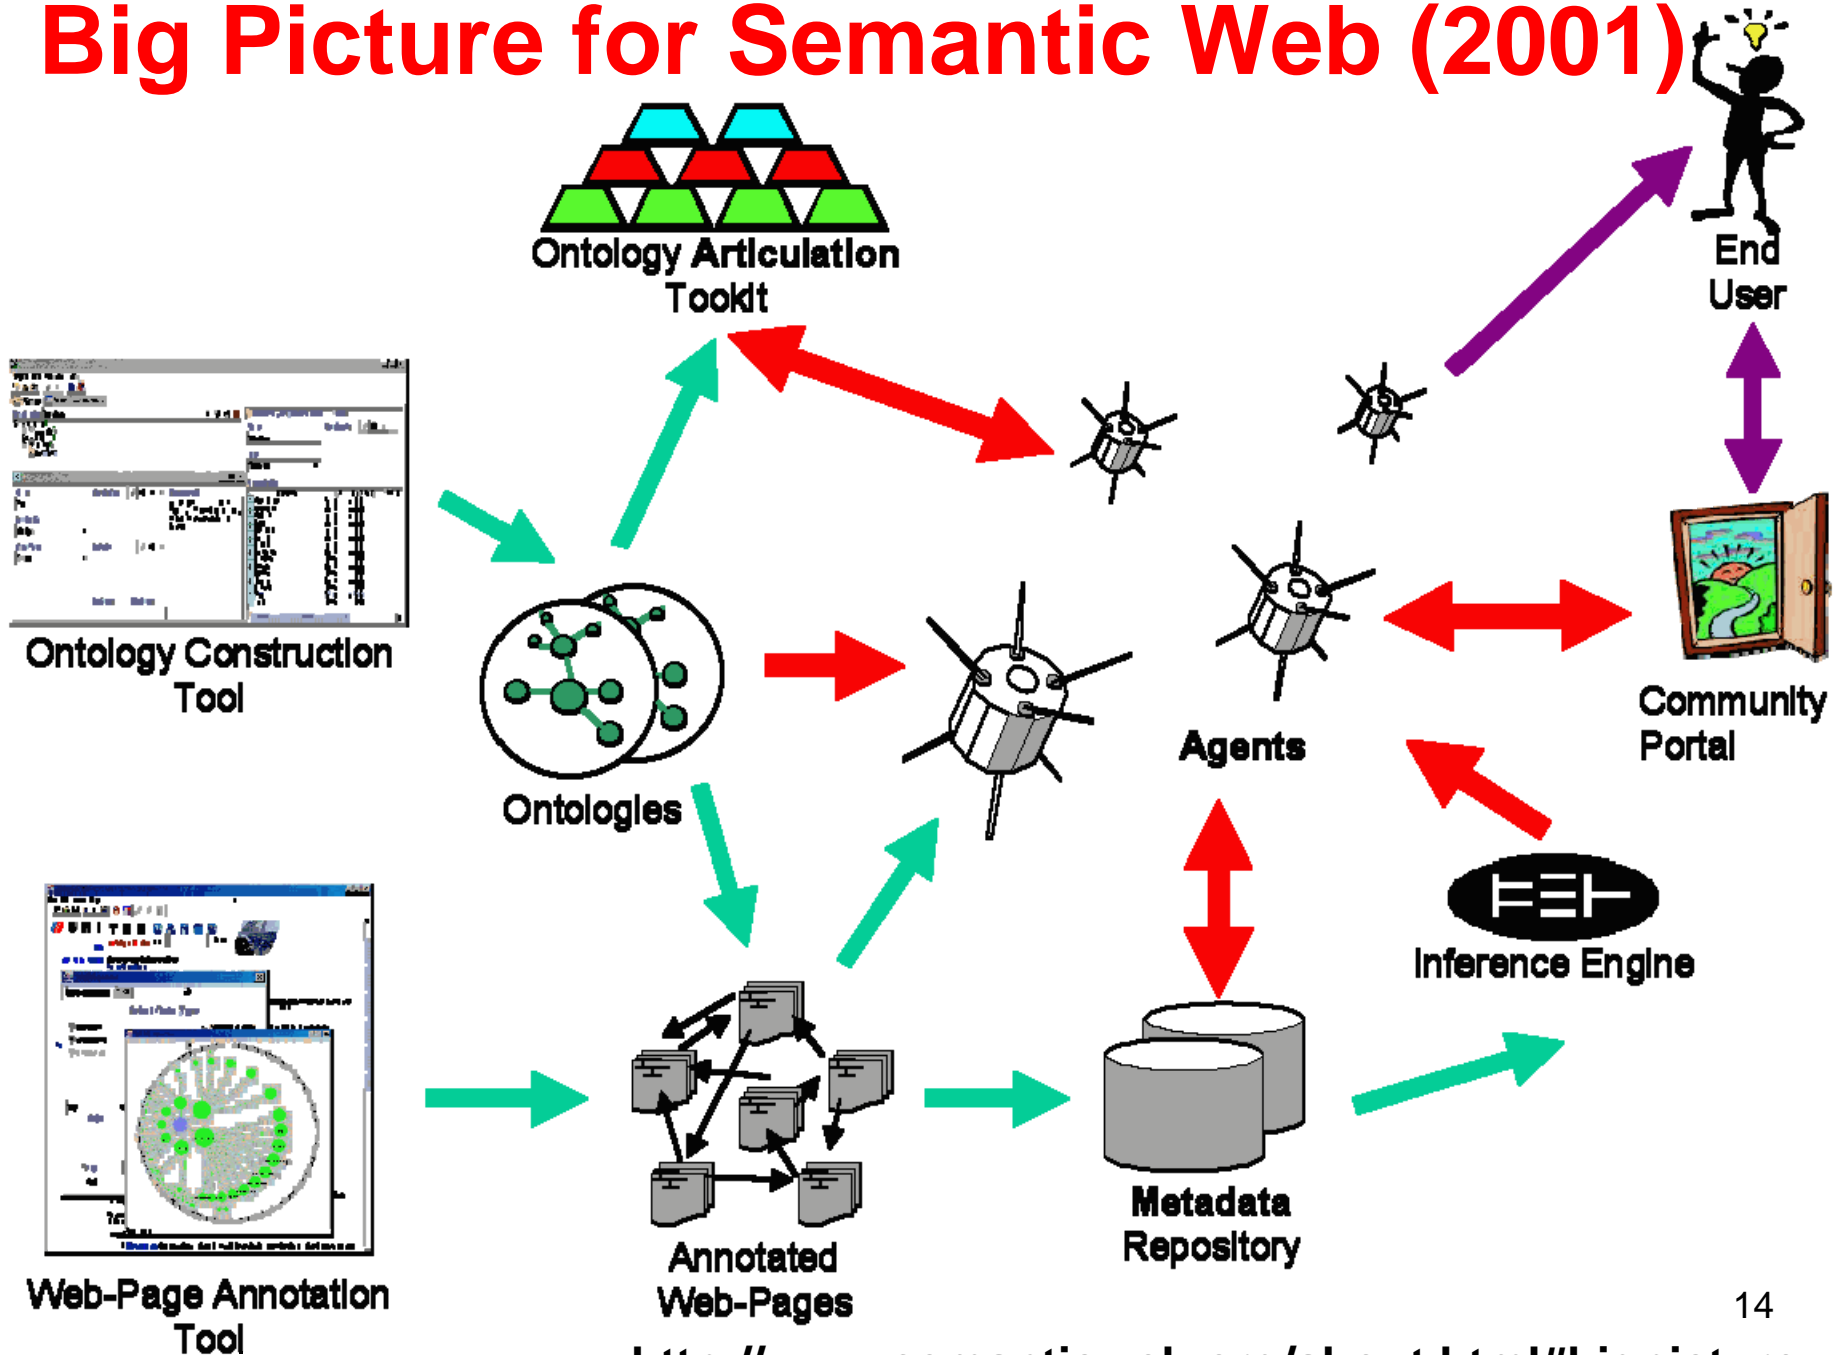 Big Picture for Semantic Web (2001)
Ontology Articulation
Tookit
End
User
Ontology Construction
Tool
Community
Portal
Agents
Ontologies
Inference Engine
Metadata
Repository
Annotated
Web-Pages
Web-Page Annotation
Tool
14